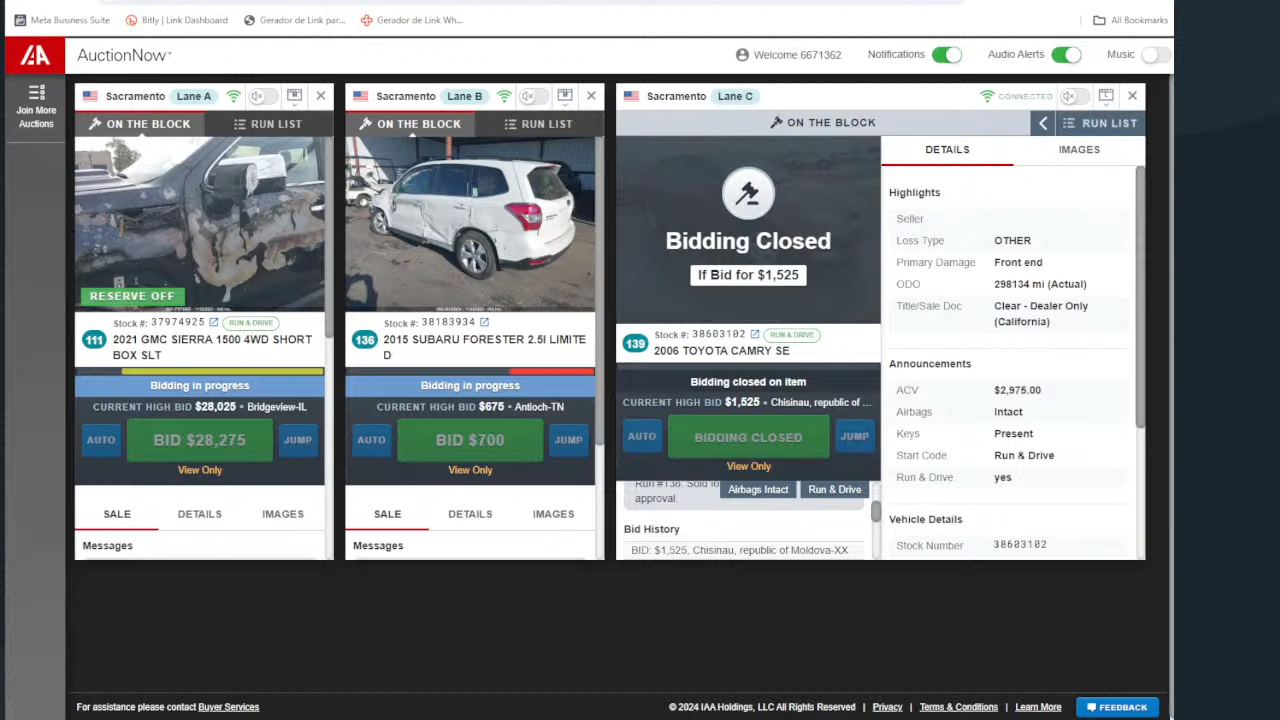 Meta Business Suite
Bitly | Link Dashboard
Gerador de Link par...
Gerador de Link Wh...
All Bookmarks
IAA
AuctionNow™
Welcome 6671362
Notifications
Audio Alerts
Music
Join More
Auctions
Sacramento Lane A
ON THE BLOCK
RUN LIST
RESERVE OFF
111
Stock #: 37974925
RUN & DRIVE
2021 GMC SIERRA 1500 4WD SHORT
BOX SLT
Bidding in progress
CURRENT HIGH BID $28,025 • Bridgeview-IL
AUTO
BID $28,275
JUMP
View Only
SALE
DETAILS
IMAGES
Messages
Sacramento Lane B
ON THE BLOCK
RUN LIST
136
Stock #: 38183934
RUN & DRIVE
2015 SUBARU FORESTER 2.5I LIMITE
D
Bidding in progress
CURRENT HIGH BID $675 • Antioch-TN
AUTO
BID $700
JUMP
View Only
SALE
DETAILS
IMAGES
Messages
Sacramento Lane C
CONNECTED
ON THE BLOCK
RUN LIST
Bidding Closed
If Bid for $1,525
139
Stock #: 38603102
RUN & DRIVE
2006 TOYOTA CAMRY SE
Bidding closed on item
CURRENT HIGH BID $1,525 • Chisinau, republic of ...
AUTO
BIDDING CLOSED
JUMP
View Only
Airbags Intact
Run & Drive
Run #138. Sold
approval.
Bid History
BID: $1,525, Chisinau, republic of Moldova-XX
DETAILS
IMAGES
Highlights
Seller
Loss Type OTHER
Primary Damage Front end
ODO 298134 mi (Actual)
Title/Sale Doc Clear - Dealer Only
(California)
Announcements
ACV $2,975.00
Airbags Intact
Keys Present
Start Code Run & Drive
Run & Drive yes
Vehicle Details
Stock Number 38603102
For assistance please contact Buyer Services
© 2024 IAA Holdings, LLC All Rights Reserved | Privacy | Terms & Conditions | Learn More
FEEDBACK